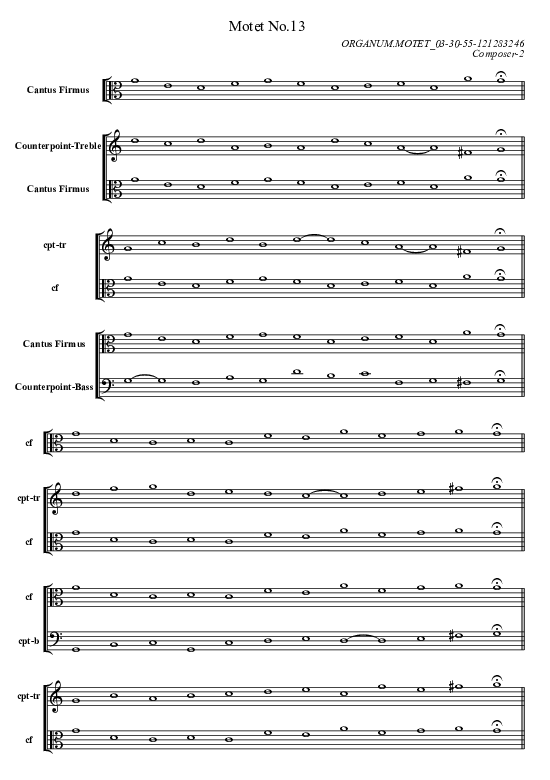 Motet No.13
ORGANUM.MOTET_03-30-55-121283246
Composer-2
Cantus Firmus
Counterpoint-Treble
Cantus Firmus
cpt-tr
cf
Cantus Firmus
Counterpoint-Bass
cf
cpt-tr
cf
cf
cpt-b
cpt-tr
cf